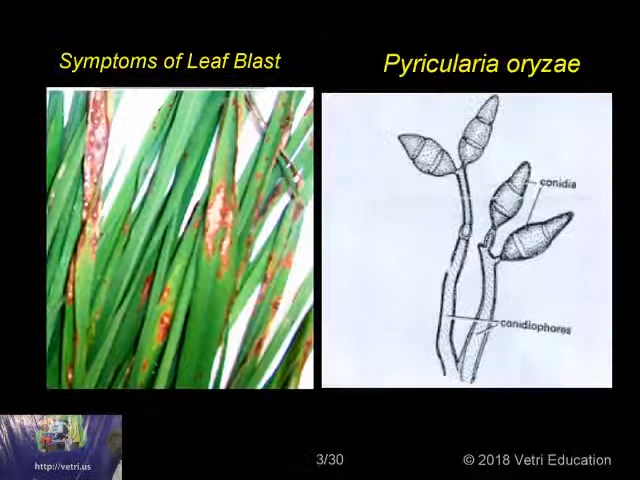 Symptoms of Leaf Blast
Pyricularia oryzae
conidia
conidiophores
http://vetri.us
3/30
© 2018 Vetri Education